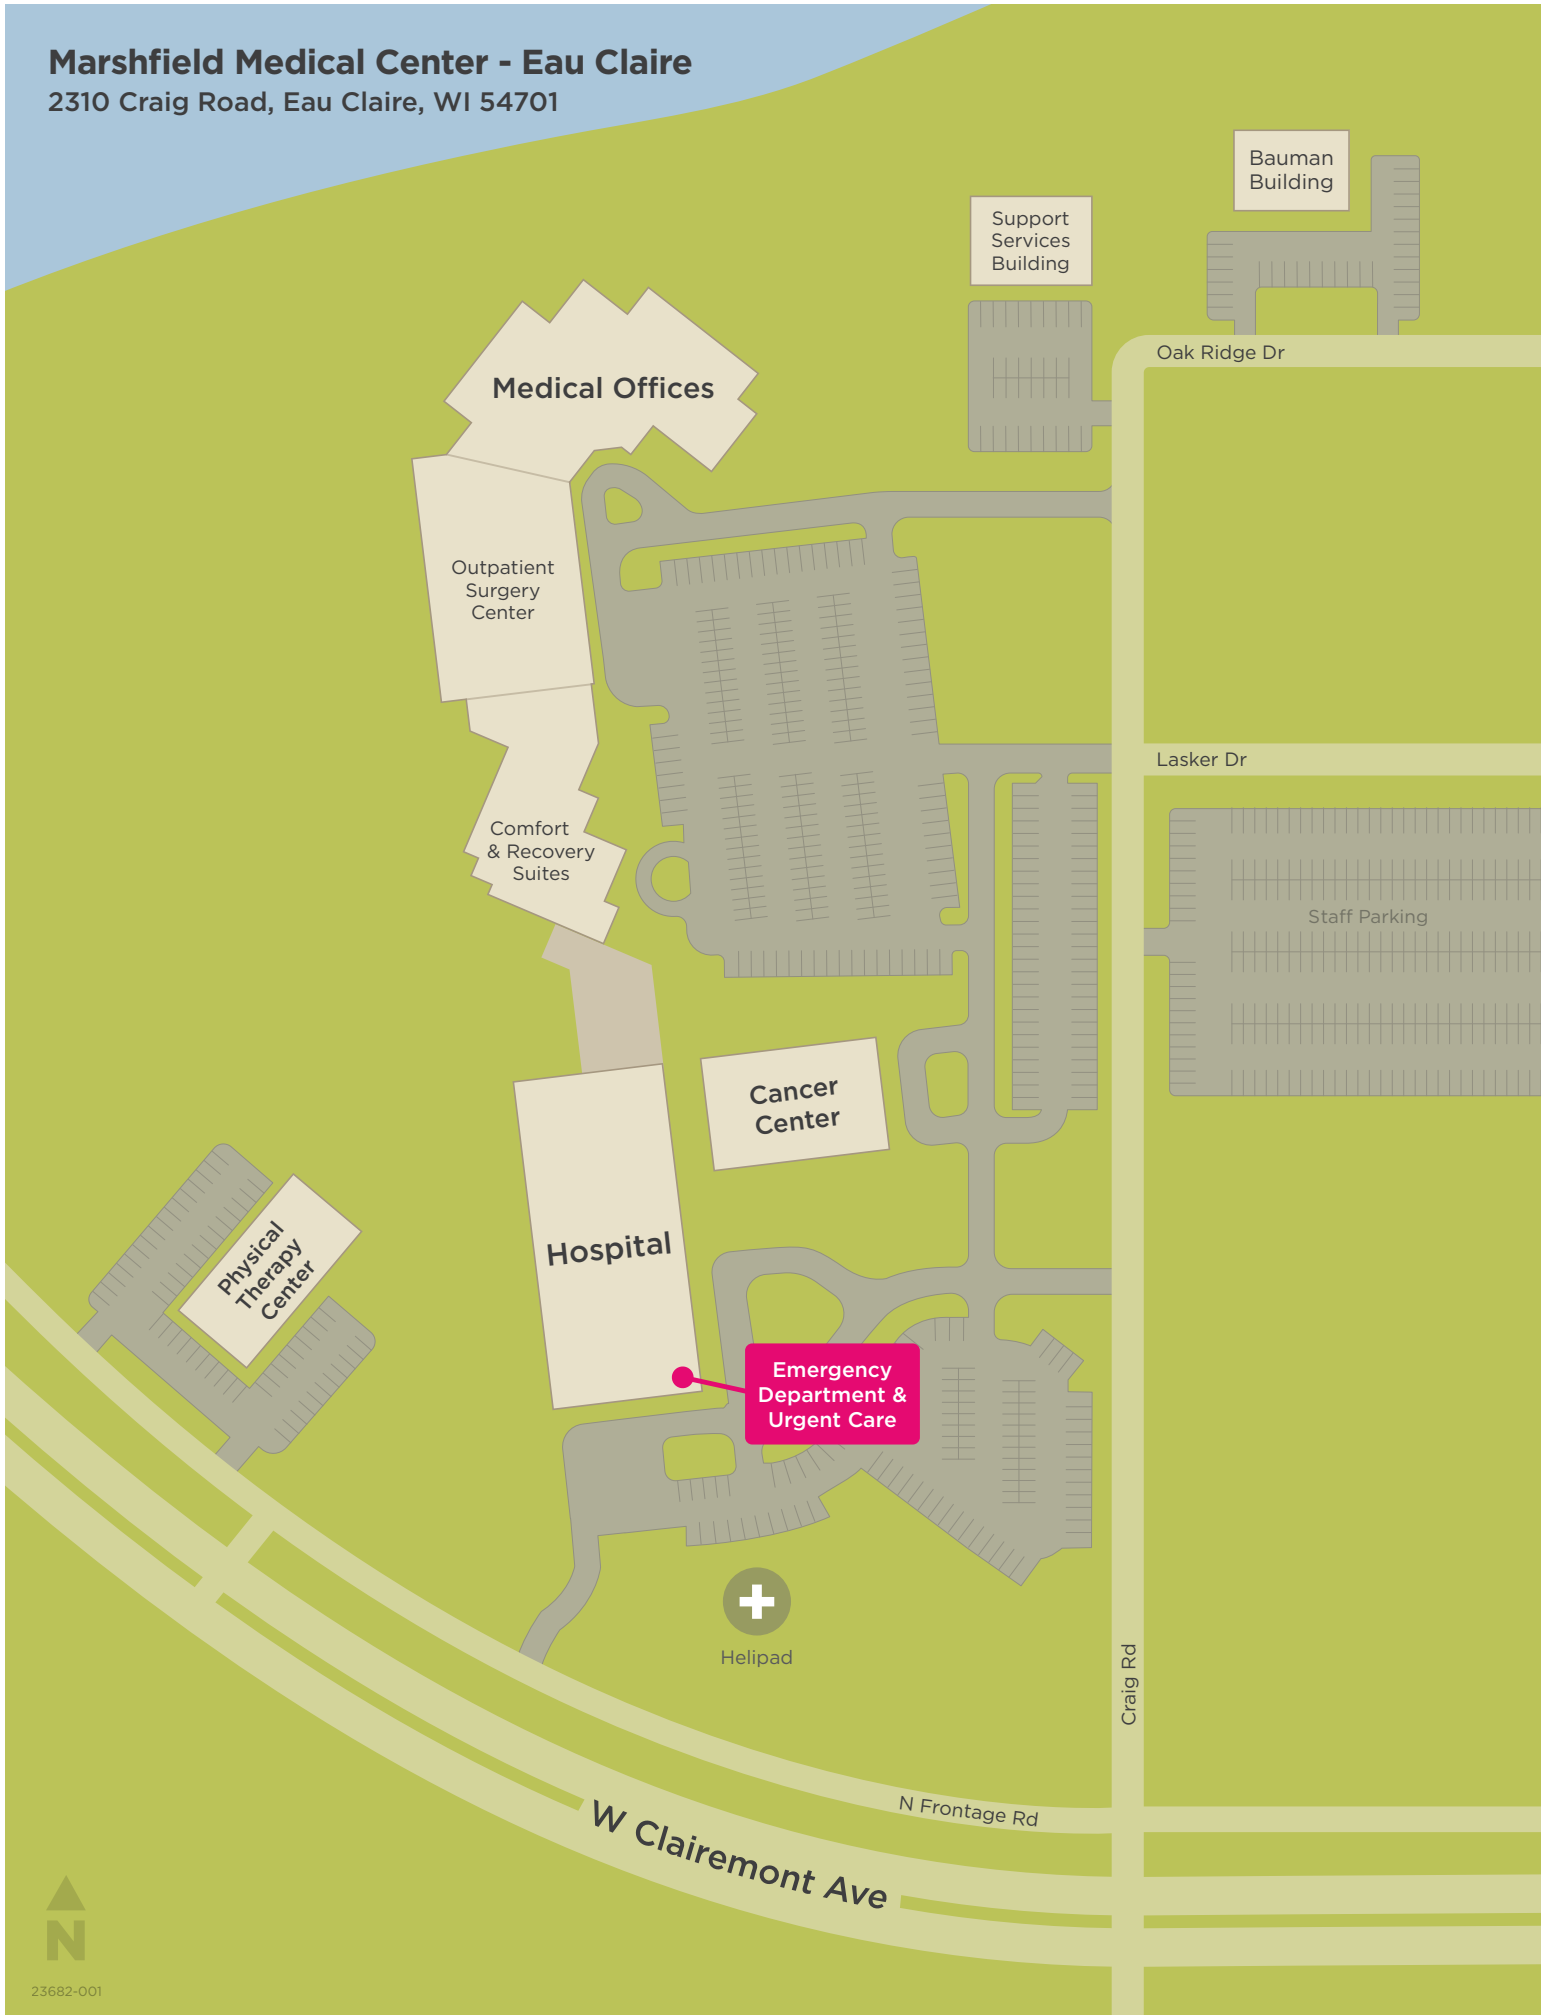 Marshfield Medical Center - Eau Claire
2310 Craig Road, Eau Claire, WI 54701
Bauman
Building
Support
Services
Building
Oak Ridge Dr
Medical Offices
Outpatient
Surgery
Center
Lasker Dr
Comfort
& Recovery
Suites
Staff Parking
Cancer
Center
Physical
Therapy
Center
Hospital
Emergency
Department &
Urgent Care
Helipad
Craig Rd
N Frontage Rd
W Clairemont Ave
N
23682-001